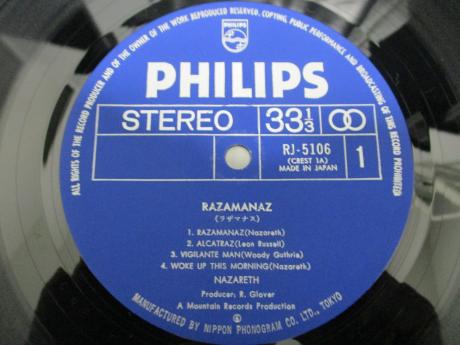 ALL RIGHTS OF THE RECORD PRODUCER AND OF THE OWNER OF THE WORK REPRODUCED RESERVED. COPYING, PUBLIC PERFORMANCE AND BROADCASTING OF THIS RECORD PROHIBITED
PHILIPS
PHILIPS
STEREO 33 1/3
RJ-5106
(CREST 1A)
MADE IN JAPAN
1
RAZAMANAZ
(ラザマナス)
1. RAZAMANAZ(Nazareth)
2. ALCATRAZ(Leon Russell)
3. VIGILANTE MAN(Woody Guthrie)
4. WOKE UP THIS MORNING(Nazareth)
NAZARETH
Producer: R. Glover
A Mountain Records Production
MANUFACTURED BY NIPPON PHONOGRAM CO. LTD., TOKYO